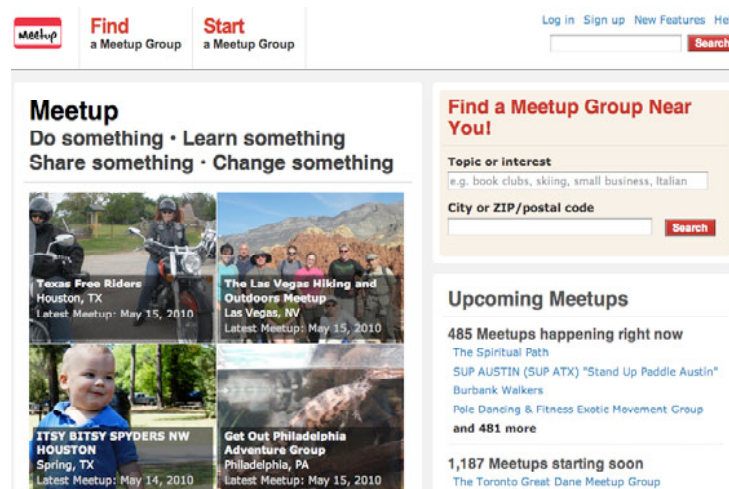 Meetup
Find
a Meetup Group
Start
a Meetup Group
Log in Sign up New Features
Search
Meetup
Do something • Learn something
Share something · Change something
Texas Free Riders
Houston, TX
Latest Meetup: May 15, 2010
The Las Vegas Hiking and
Outdoors Meetup
Las Vegas, NV
Latest Meetup: May 15, 2010
ITSY BITSY SPYDERS NW
HOUSTON
Spring, TX
Latest Meetup: May 14, 2010
Get Out Philadelphia
Adventure Group
Philadelphia, PA
Latest Meetup: May 15, 2010
Find a Meetup Group Near
You!
Topic or interest
e.g. book clubs, skiing, small business, Italian
City or ZIP/postal code
Search
Upcoming Meetups
485 Meetups happening right now
The Spiritual Path
SUP AUSTIN (SUP ATX) "Stand Up Paddle Austin"
Burbank Walkers
Pole Dancing & Fitness Exotic Movement Group
and 481 more
1,187 Meetups starting soon
The Toronto Great Dane Meetup Group